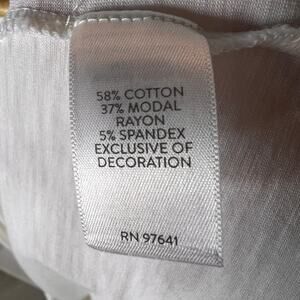 58% COTTON
37% MODAL
RAYON
5% SPANDEX
EXCLUSIVE OF
DECORATION
RN 97641